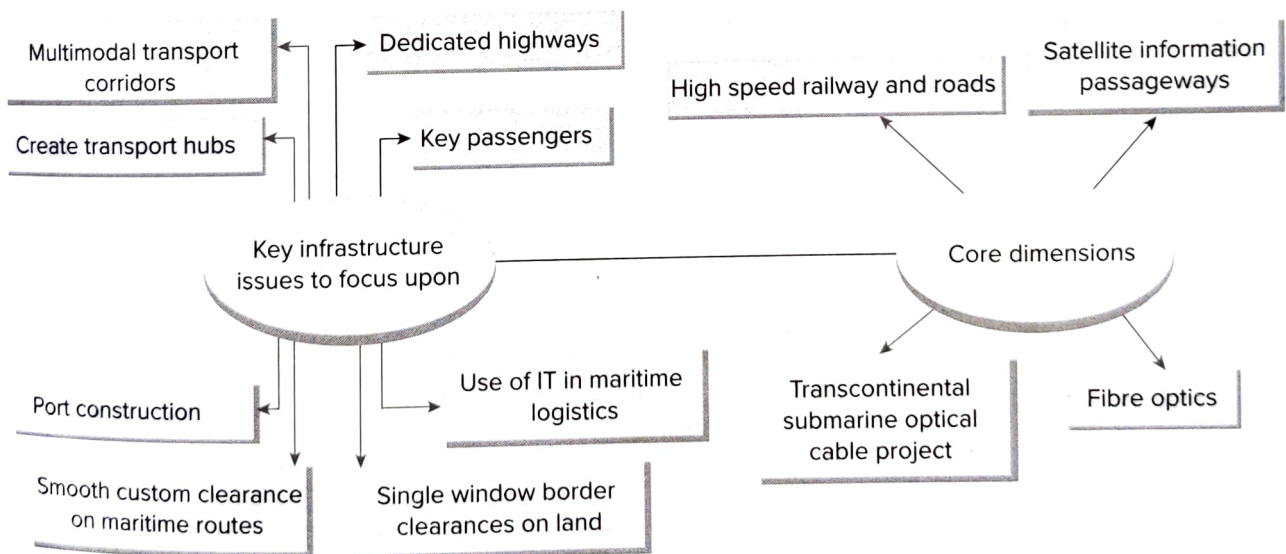 Multimodal transport
corridors
Dedicated highways
Create transport hubs
Key passengers
Key infrastructure
issues to focus upon
Port construction
Use of IT in maritime
logistics
Smooth custom clearance
on maritime routes
Single window border
clearances on land
High speed railway and roads
Satellite information
passageways
Core dimensions
Transcontinental
submarine optical
cable project
Fibre optics